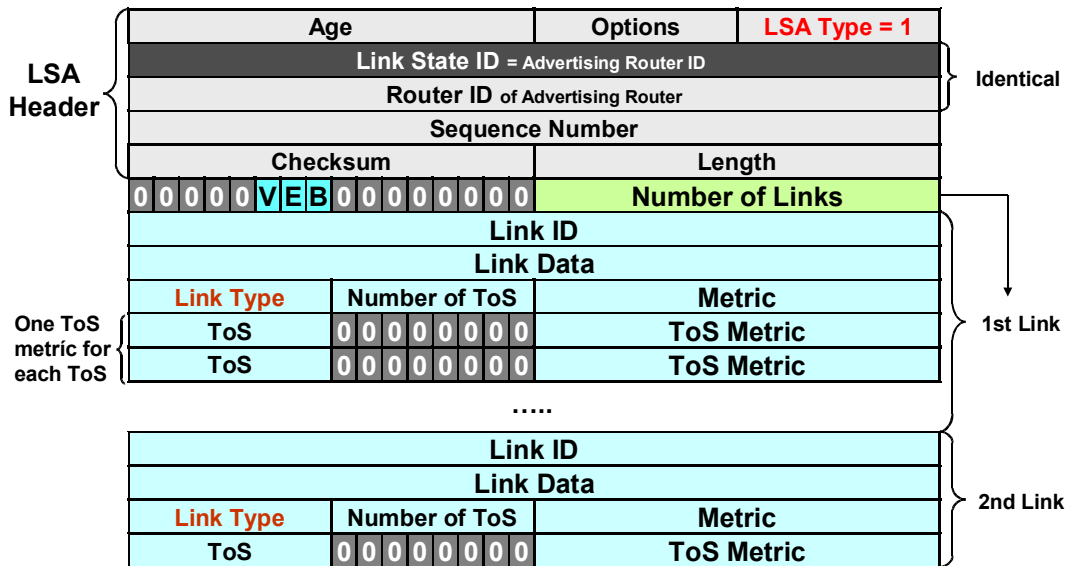 Age Options LSA Type = 1
Link State ID = Advertising Router ID
LSA Header
Identical
Router ID of Advertising Router
Sequence Number
Checksum Length
0 0 0 0 0 V E B 0 0 0 0 0 0 0 0 Number of Links
Link ID
Link Data
Link Type Number of ToS Metric
One ToS metric for each ToS
ToS 0 0 0 0 0 0 0 0 ToS Metric
1st Link
ToS 0 0 0 0 0 0 0 0 ToS Metric
.....
Link ID
Link Data
2nd Link
Link Type Number of ToS Metric
ToS 0 0 0 0 0 0 0 0 ToS Metric